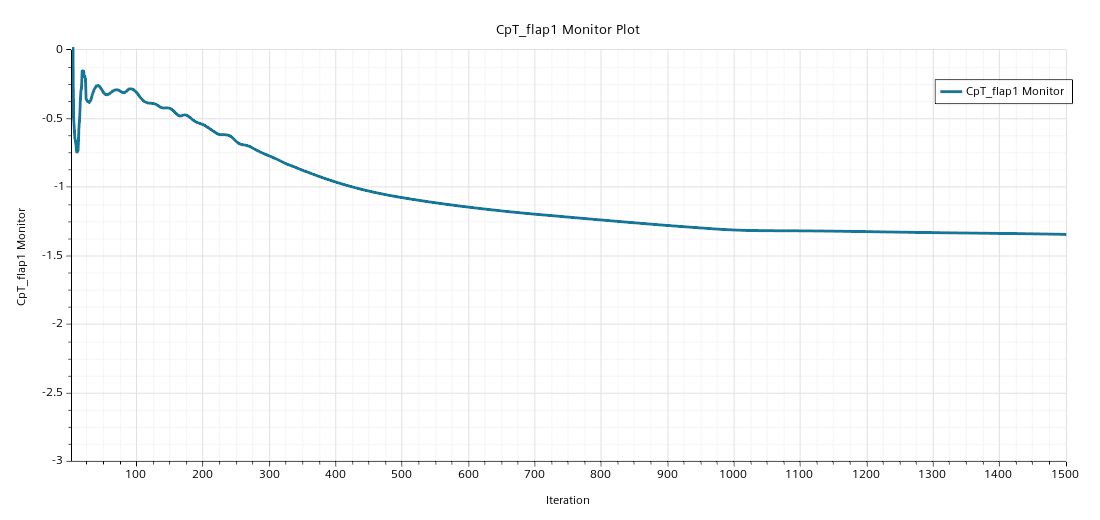 CpT_flap1 Monitor Plot
CpT_flap1 Monitor
0
-0.5
-1
-1.5
-2
-2.5
-3
CpT_flap1 Monitor
100 200 300 400 500 600 700 800 900 1000 1100 1200 1300 1400 1500
Iteration